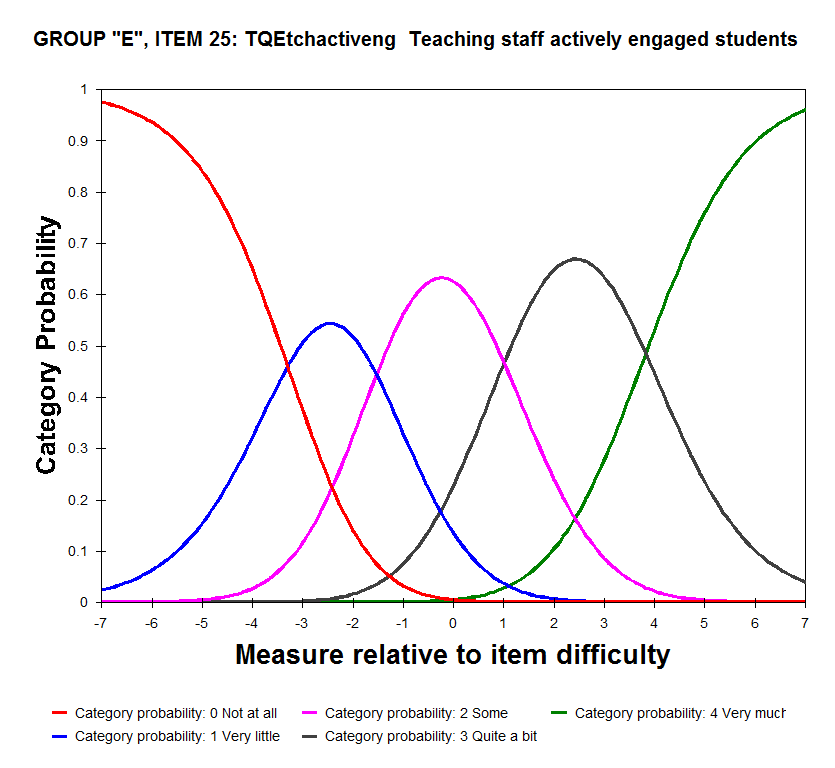 GROUP "E", ITEM 25: TQEtchactiveng  Teaching staff actively engaged students
Category Probability
1
0.9
0.8
0.7
0.6
0.5
0.4
0.3
0.2
0.1
0
-7 -6 -5 -4 -3 -2 -1 0 1 2 3 4 5 6 7
Measure relative to item difficulty
Category probability: 0 Not at all Category probability: 2 Some Category probability: 4 Very much
Category probability: 1 Very little Category probability: 3 Quite a bit